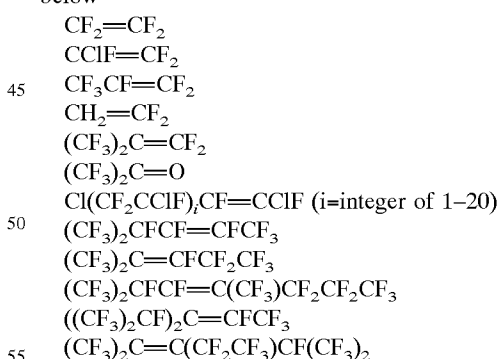 below
CF₂=CF₂
CClF=CF₂
45 CF₃CF=CF₂
CH₂=CF₂
(CF₃)₂C=CF₂
(CF₃)₂C=O
Cl(CF₂CClF)ᵢCF=CClF (i=integer of 1–20)
50 (CF₃)₂CFCF=CFCF₃
(CF₃)₂C=CFCF₂CF₃
(CF₃)₂CFCF=C(CF₃)CF₂CF₂CF₃
((CF₃)₂CF)₂C=CFCF₃
55 (CF₃)₂C=C(CF₂CF₃)CF(CF₃)₂